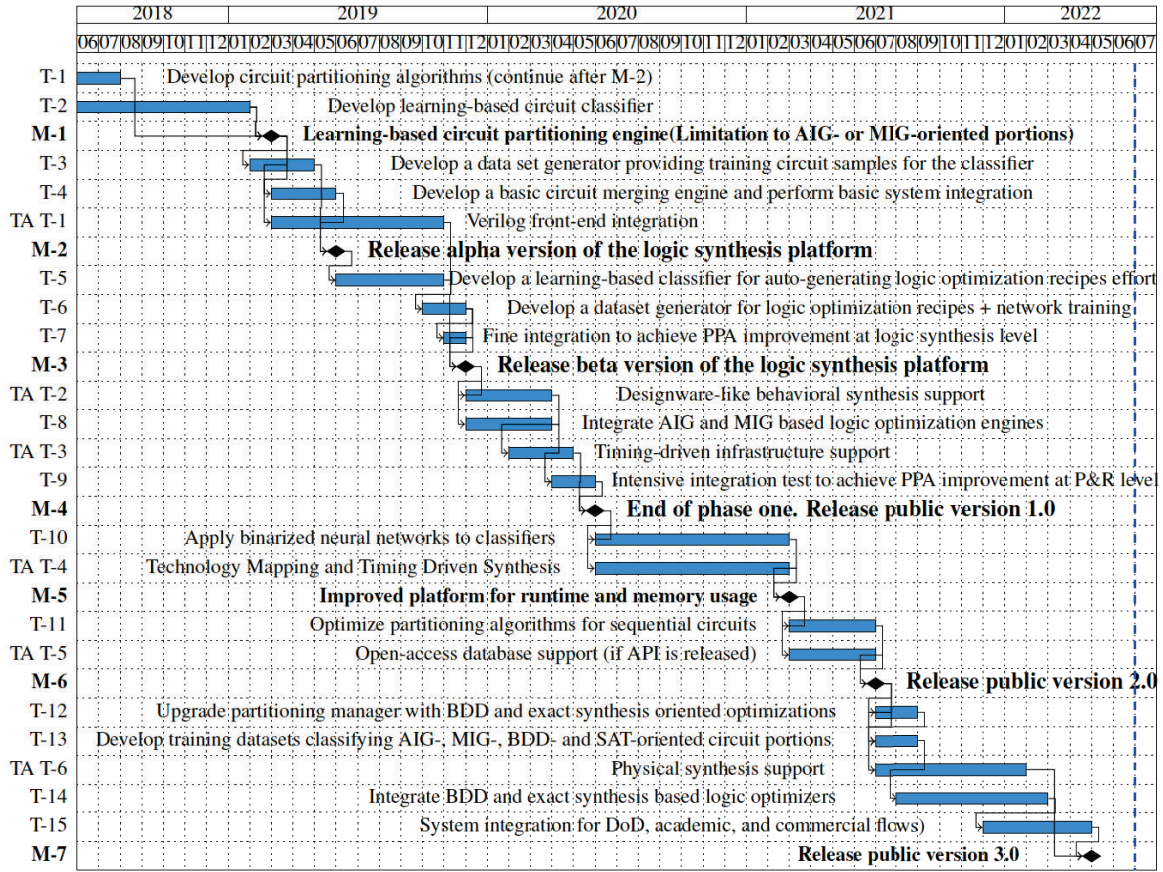 2018 2019 2020 2021 2022
06 07 08 09 10 11 12 01 02 03 04 05 06 07 08 09 10 11 12 01 02 03 04 05 06 07 08 09 10 11 12 01 02 03 04 05 06 07 08 09 10 11 12 01 02 03 04 05 06 07
T-1 Develop circuit partitioning algorithms (continue after M-2)
T-2 Develop learning-based circuit classifier
M-1 Learning-based circuit partitioning engine(Limitation to AIG- or MIG-oriented portions)
T-3 Develop a data set generator providing training circuit samples for the classifier
T-4 Develop a basic circuit merging engine and perform basic system integration
TA T-1 Verilog front-end integration
M-2 Release alpha version of the logic synthesis platform
T-5 Develop a learning-based classifier for auto-generating logic optimization recipes effort
T-6 Develop a dataset generator for logic optimization recipes + network training
T-7 Fine integration to achieve PPA improvement at logic synthesis level
M-3 Release beta version of the logic synthesis platform
TA T-2 Designware-like behavioral synthesis support
T-8 Integrate AIG and MIG based logic optimization engines
TA T-3 Timing-driven infrastructure support
T-9 Intensive integration test to achieve PPA improvement at P&R level
M-4 End of phase one. Release public version 1.0
T-10 Apply binarized neural networks to classifiers
TA T-4 Technology Mapping and Timing Driven Synthesis
M-5 Improved platform for runtime and memory usage
T-11 Optimize partitioning algorithms for sequential circuits
TA T-5 Open-access database support (if API is released)
M-6 Release public version 2.0
T-12 Upgrade partitioning manager with BDD and exact synthesis oriented optimizations
T-13 Develop training datasets classifying AIG-, MIG-, BDD- and SAT-oriented circuit portions
TA T-6 Physical synthesis support
T-14 Integrate BDD and exact synthesis based logic optimizers
T-15 System integration for DoD, academic, and commercial flows)
M-7 Release public version 3.0